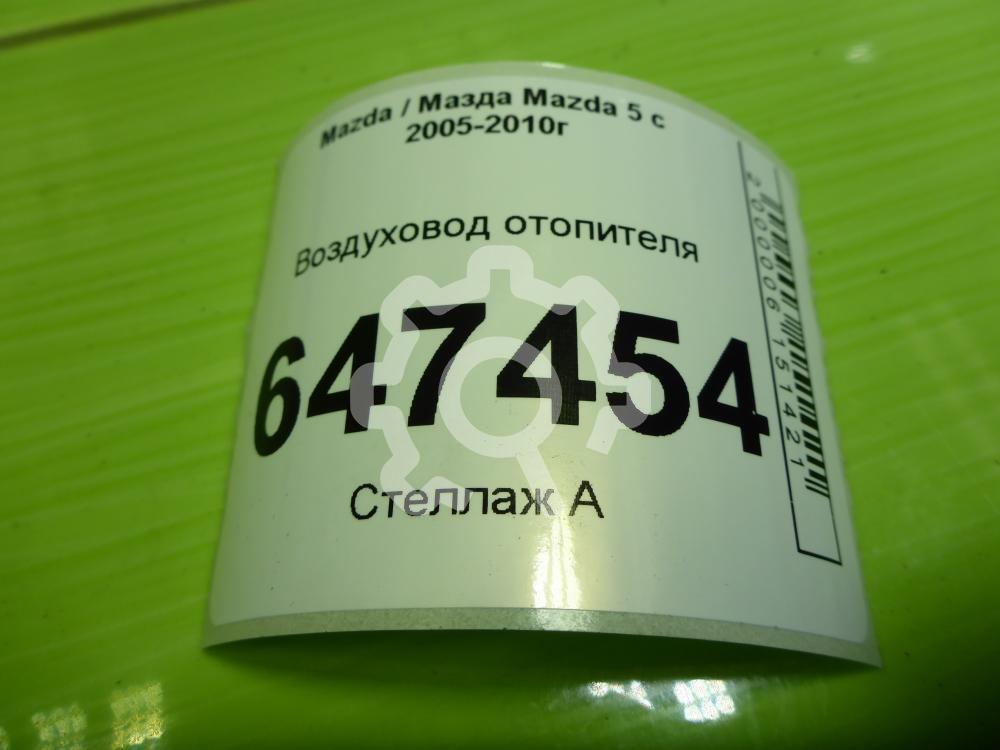 Mazda / Мазда Mazda 5 с
2005-2010г
Воздуховод отопителя
647454
Стеллаж А
2000006151421